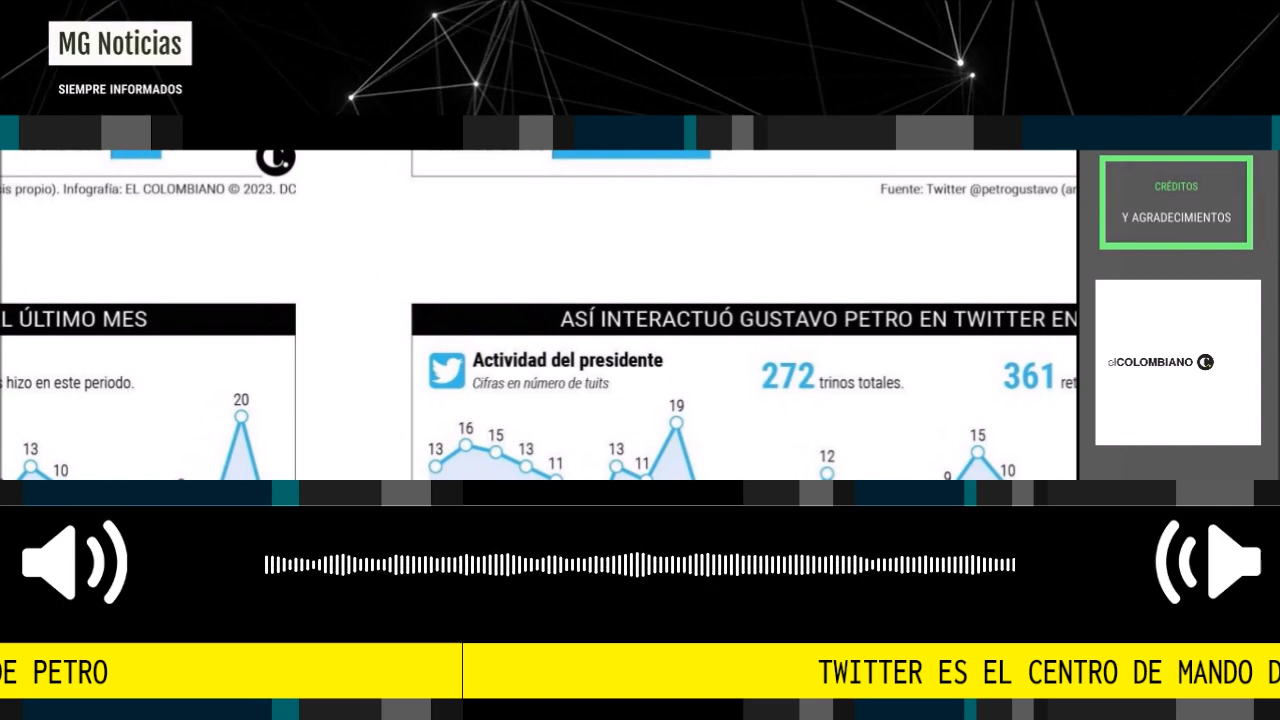 MG Noticias
SIEMPRE INFORMADOS
is propio). Infografía: EL COLOMBIANO © 2023. DC
Fuente: Twitter @petrogustavo (an
CRÉDITOS
Y AGRADECIMIENTOS
L ÚLTIMO MES
hizo en este periodo.
20
13
10
ASÍ INTERACTUÓ GUSTAVO PETRO EN TWITTER EN
Actividad del presidente
Cifras en número de tuits
272 trinos totales.
361 ret
13
16
15
13
11
13
11
19
12
9
15
10
elCOLOMBIANO
DE PETRO
TWITTER ES EL CENTRO DE MANDO D